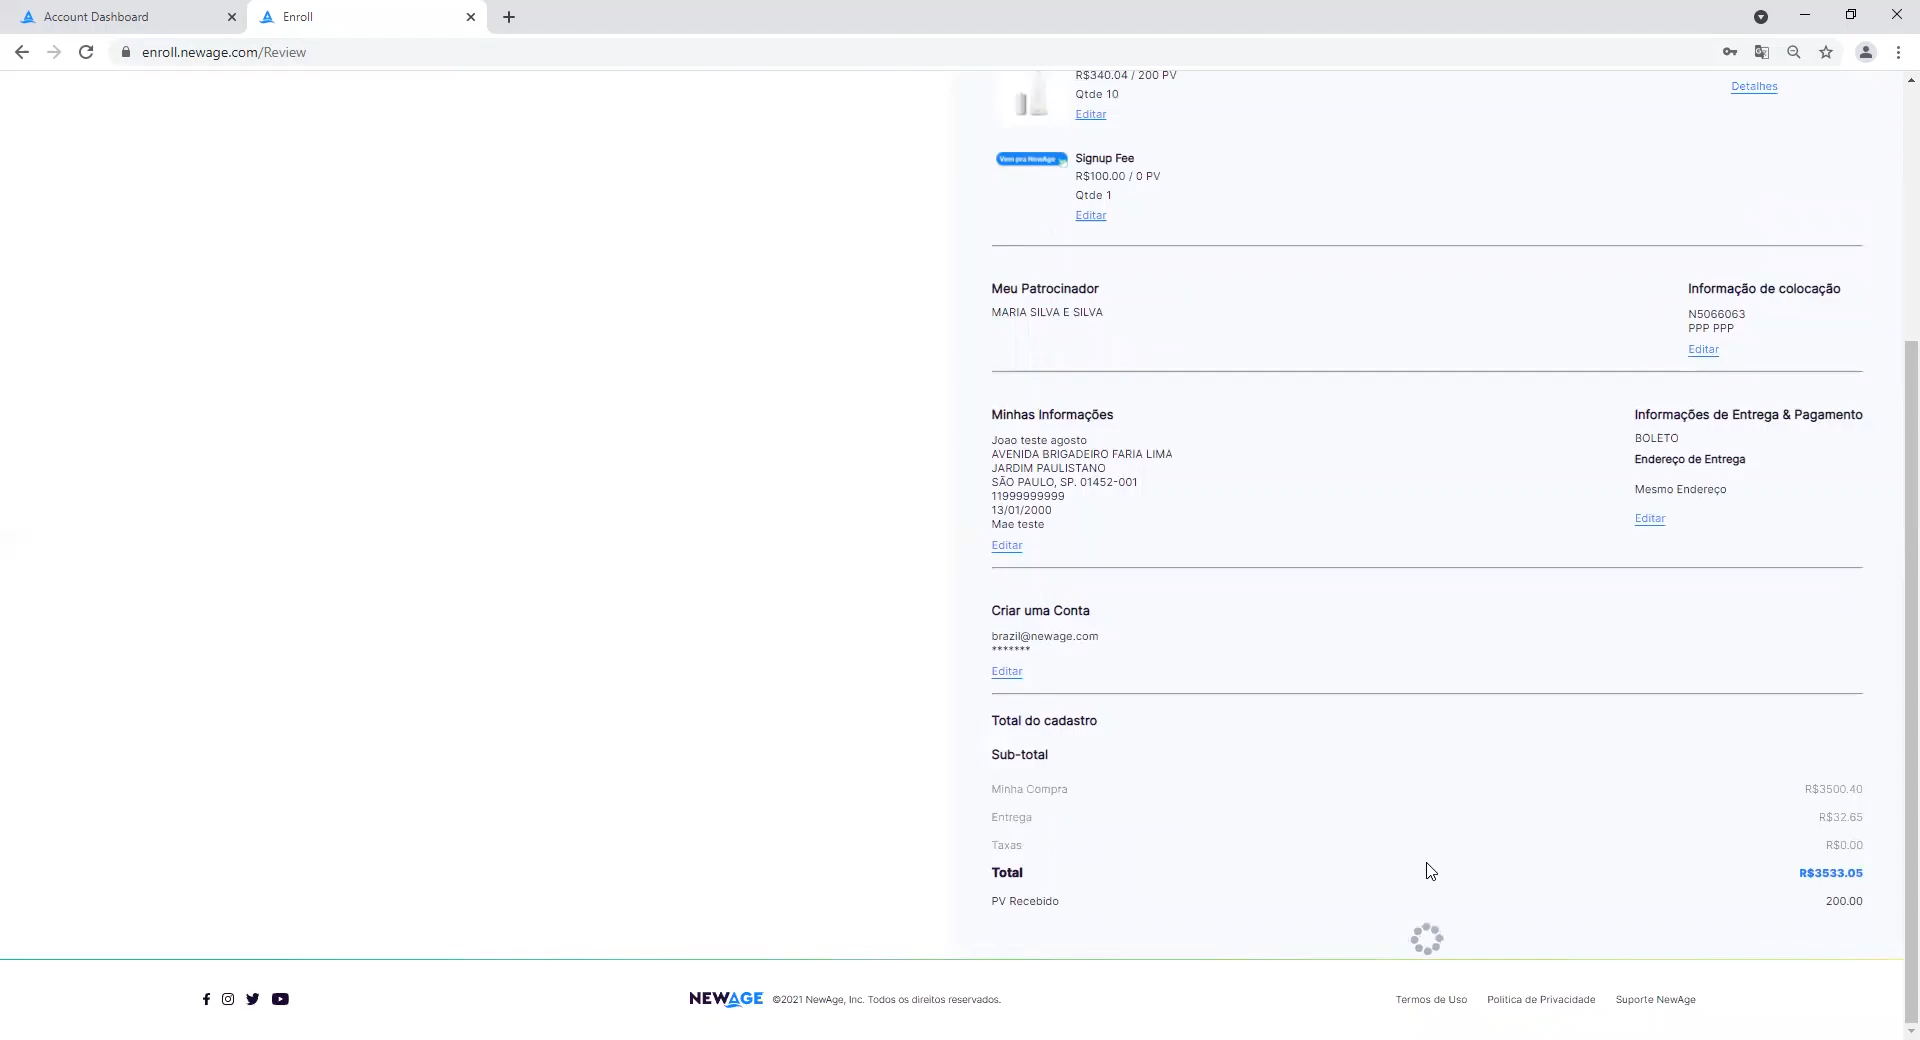 Account Dashboard
Enroll
enroll.newage.com/Review
R$340.04 / 200 PV
Qtde 10
Editar
Detalhes
Vem pra NewAge
Signup Fee
R$100.00 / 0 PV
Qtde 1
Editar
Meu Patrocinador
MARIA SILVA E SILVA
Informação de colocação
N5066063
PPP PPP
Editar
Minhas Informações
Joao teste agosto
AVENIDA BRIGADEIRO FARIA LIMA
JARDIM PAULISTANO
SÃO PAULO, SP. 01452-001
11999999999
13/01/2000
Mae teste
Editar
Informações de Entrega & Pagamento
BOLETO
Endereço de Entrega
Mesmo Endereço
Editar
Criar uma Conta
brazil@newage.com
*******
Editar
Total do cadastro
Sub-total
Minha Compra R$3500.40
Entrega R$32.65
Taxas R$0.00
Total R$3533.05
PV Recebido 200.00
NEWAGE ©2021 NewAge, Inc. Todos os direitos reservados.
Termos de Uso Politica de Privacidade Suporte NewAge